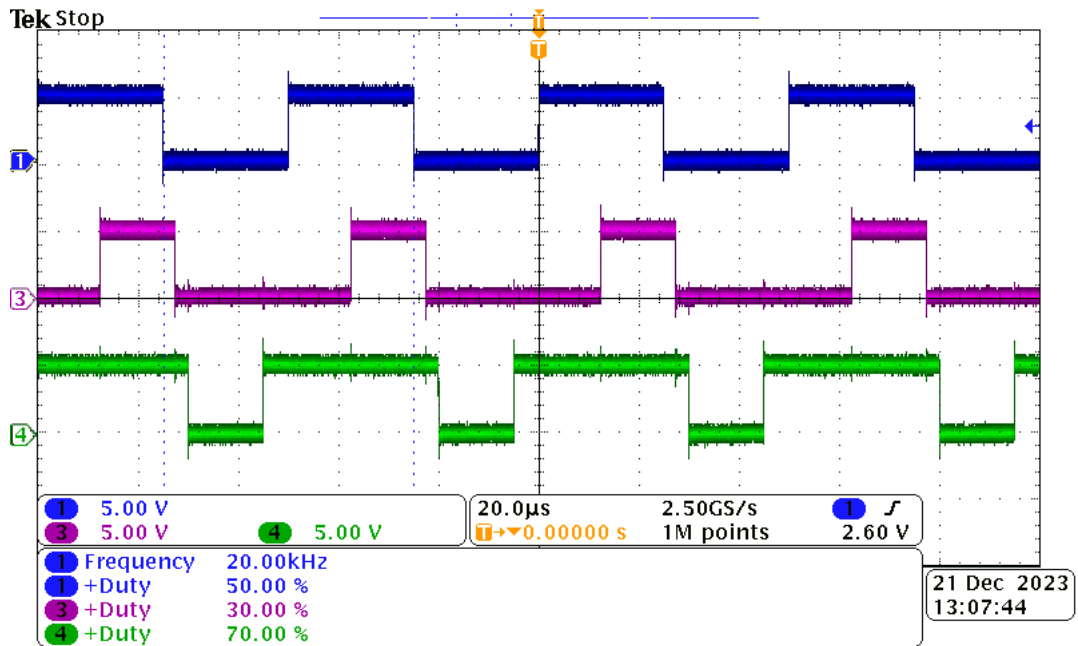 Tek Stop
T
T
1
3
4
1 5.00 V
3 5.00 V 4 5.00 V
20.0µs 2.50GS/s 1 
T→▼0.00000 s 1M points 2.60 V
1 Frequency 20.00kHz
1 +Duty 50.00 %
3 +Duty 30.00 %
4 +Duty 70.00 %
21 Dec 2023
13:07:44